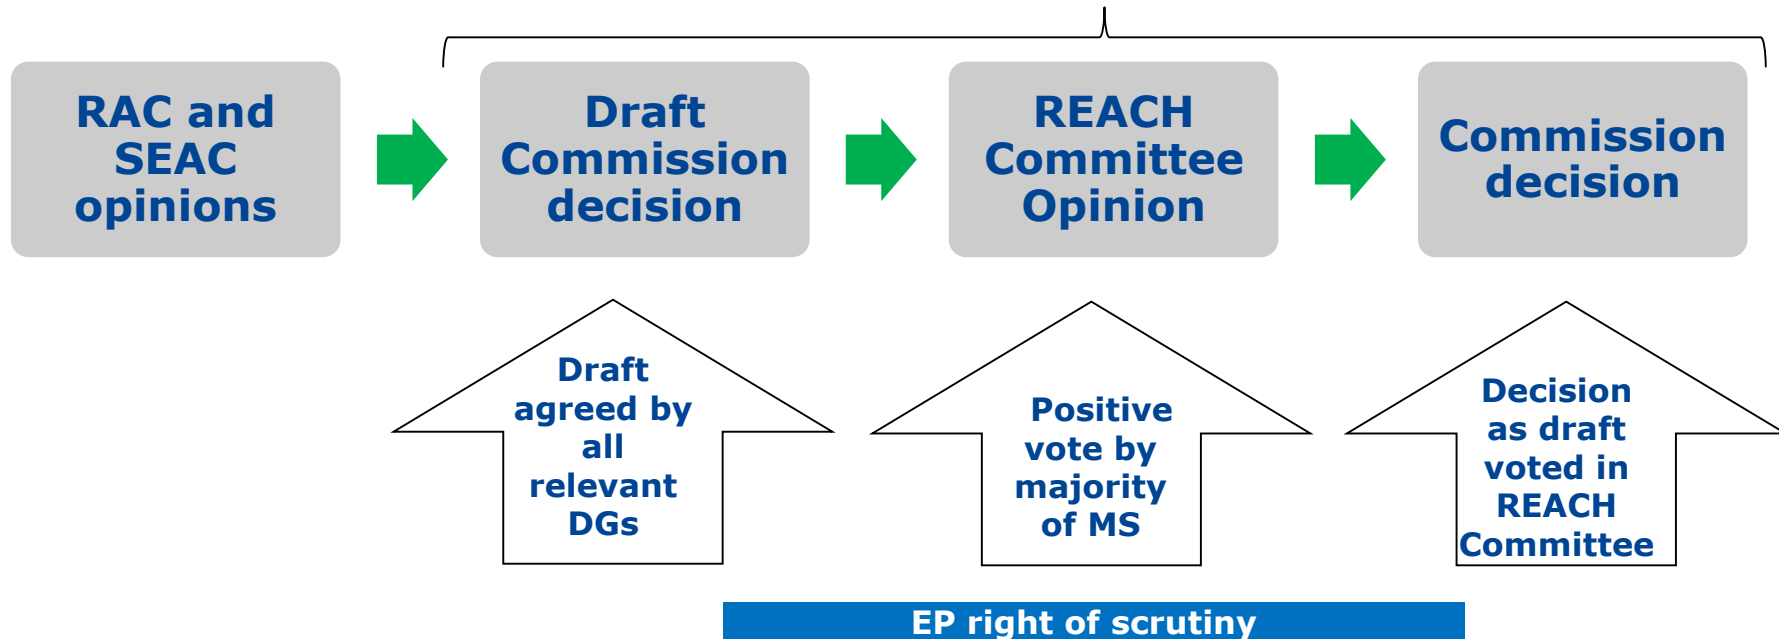 RAC and
SEAC
opinions
Draft
Commission
decision
REACH
Committee
Opinion
Commission
decision
Draft
agreed by
all
relevant
DGs
Positive
vote by
majority
of MS
Decision
as draft
voted in
REACH
Committee
EP right of scrutiny